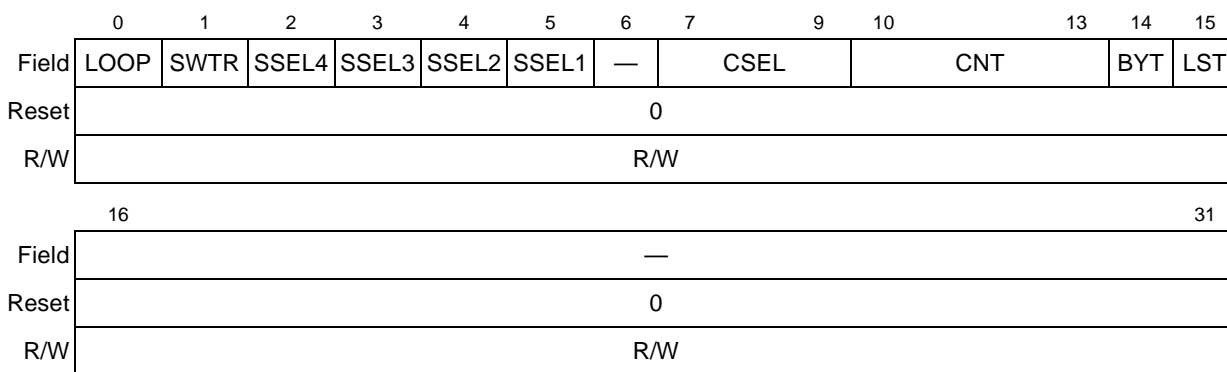 0 1 2 3 4 5 6 7 9 10 13 14 15
Field LOOP SWTR SSEL4 SSEL3 SSEL2 SSEL1 — CSEL CNT BYT LST
Reset 0
R/W R/W
16 31
Field —
Reset 0
R/W R/W